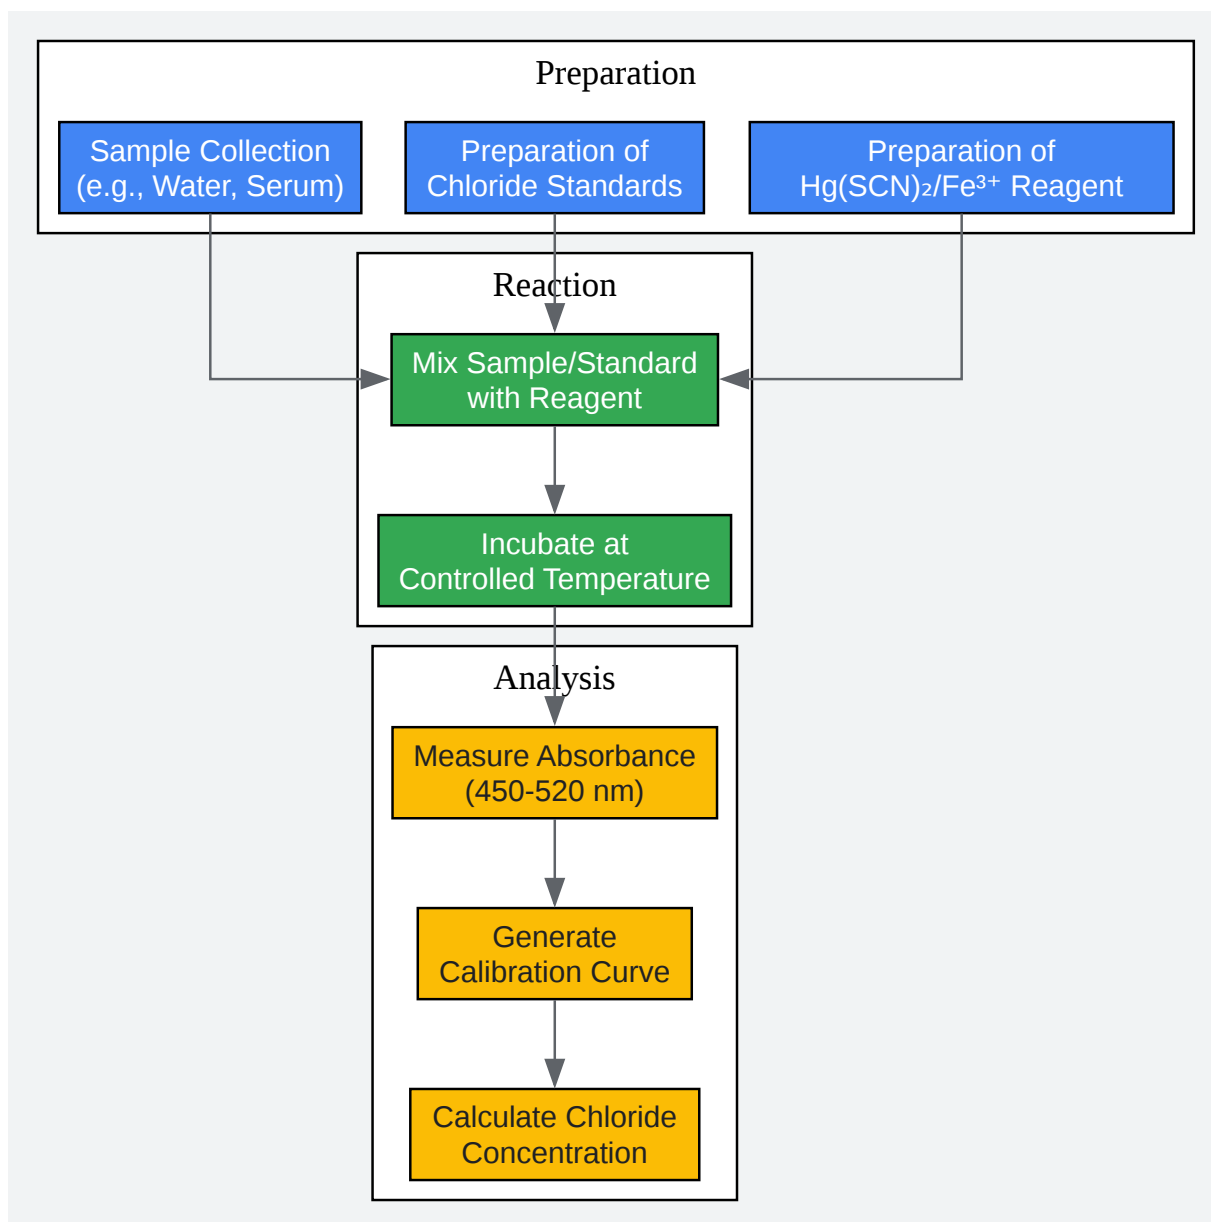 Preparation
Sample Collection
(e.g., Water, Serum)
Preparation of
Chloride Standards
Preparation of
Hg(SCN)₂/Fe³⁺ Reagent
Reaction
Mix Sample/Standard
with Reagent
Incubate at
Controlled Temperature
Analysis
Measure Absorbance
(450-520 nm)
Generate
Calibration Curve
Calculate Chloride
Concentration